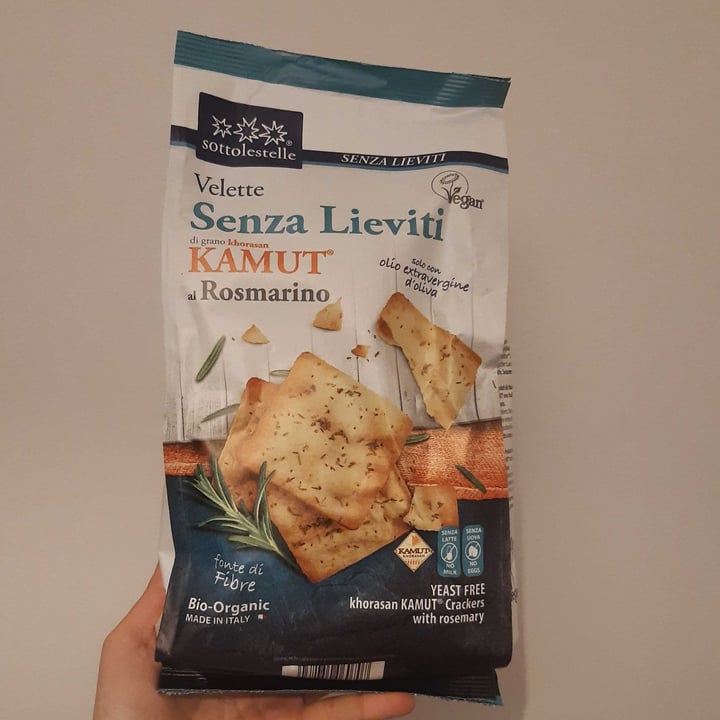 sottolestelle®
SENZA LIEVITI
Vegan
Velette
Senza Lieviti
di grano khorasan
KAMUT®
al Rosmarino
solo con
olio extravergine
d'oliva
KAMUT
KHORASAN
SENZA
LATTE
NO
MILK
SENZA
UOVA
NO
EGGS
fonte di
Fibre
Bio-Organic
MADE IN ITALY
YEAST FREE
khorasan KAMUT® Crackers
with rosemary